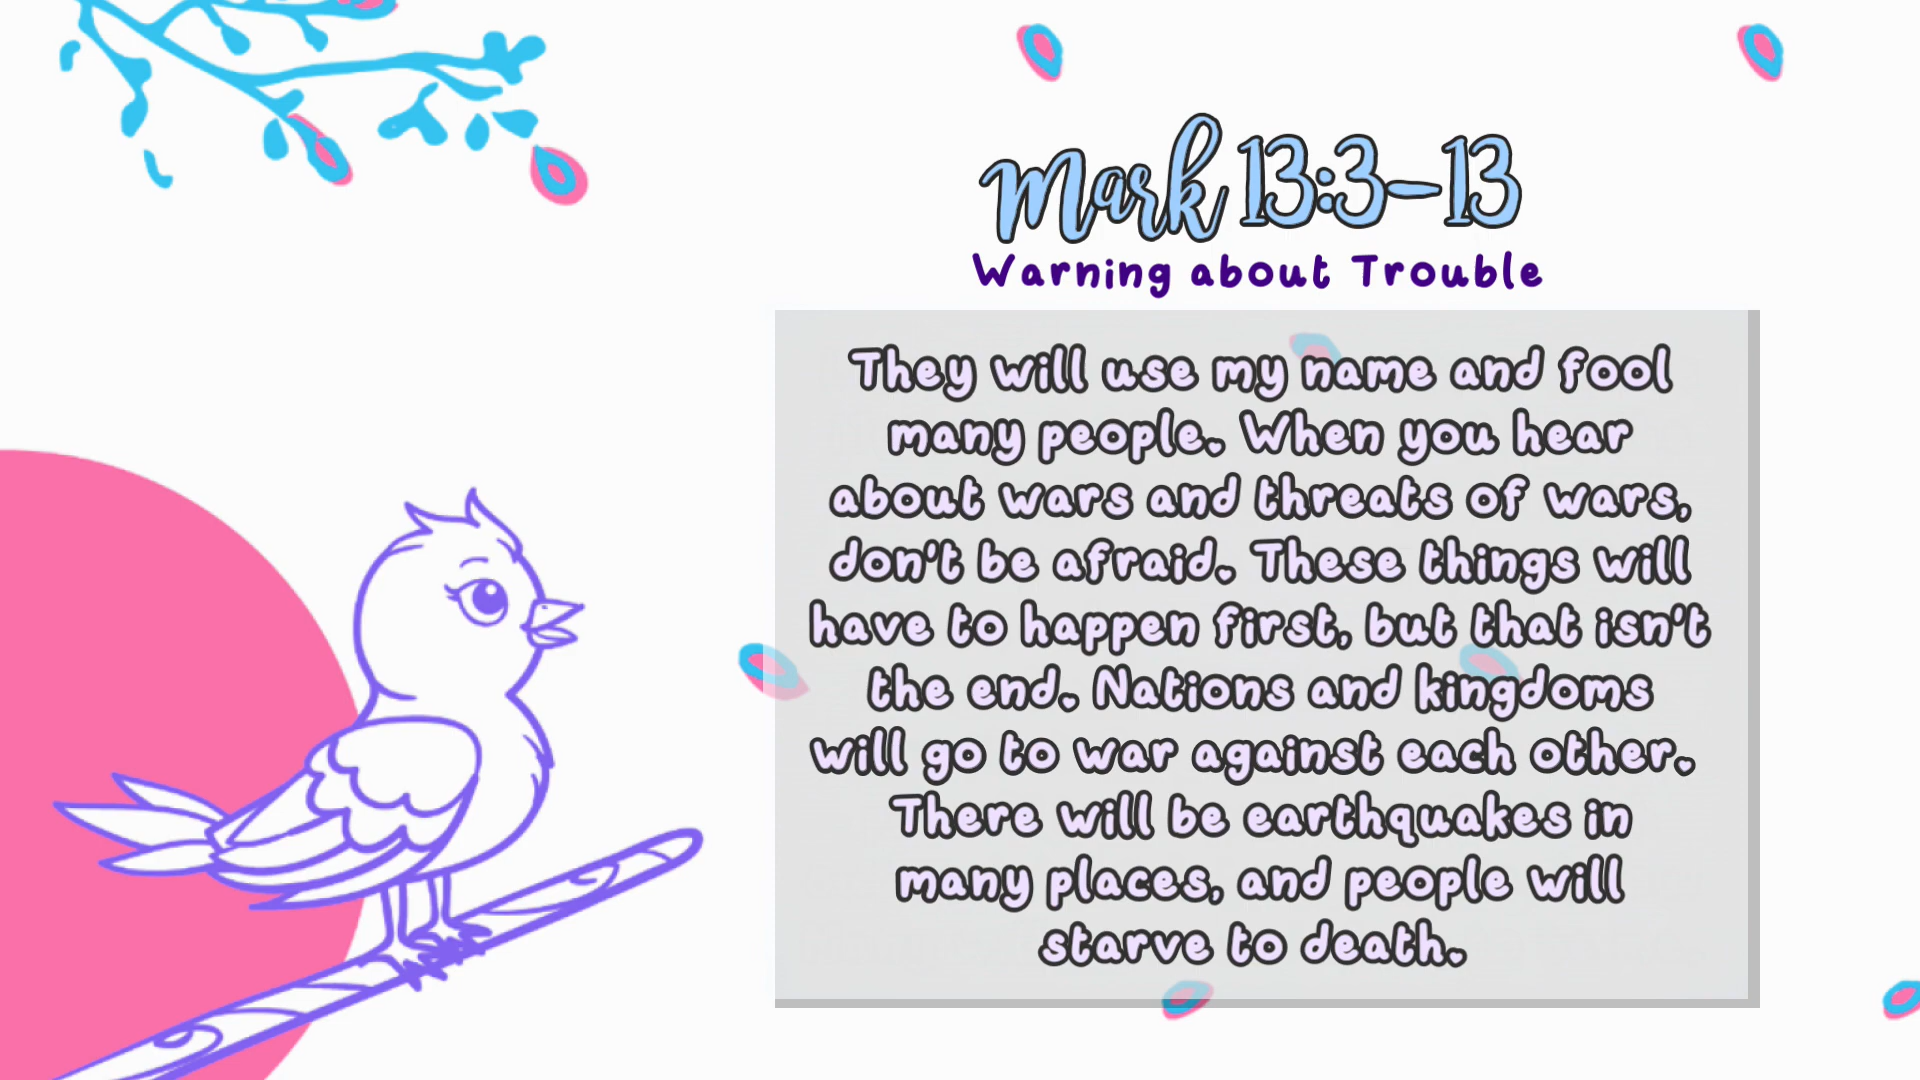 Mark 13:3-13
Warning about Trouble
They will use my name and fool
many people. When you hear
about wars and threats of wars,
don't be afraid. These things will
have to happen first, but that isn't
the end. Nations and kingdoms
will go to war against each other.
There will be earthquakes in
many places, and people will
starve to death.